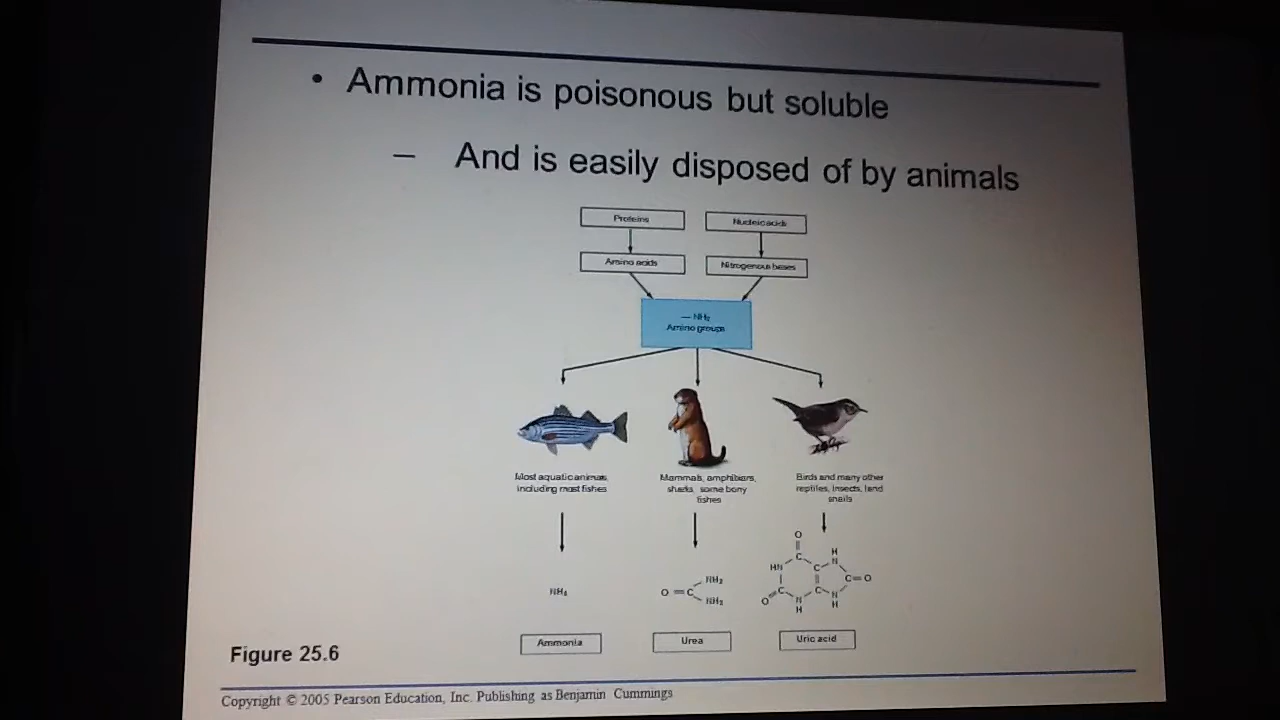 • Ammonia is poisonous but soluble
– And is easily disposed of by animals
Proteins
Nucleic acids
Amino acids
Nitrogenous bases
— NH₂
Amino groups
Most aquatic animals,
including most fishes
Mammals, amphibians,
sharks, some bony
fishes
Birds and many other
reptiles, insects, land
snails
O
C
HN
C
H
N
C=O
O
C
N
H
C
N
H
O=C
NH₂
NH₂
Ammonia
Urea
Uric acid
Figure 25.6
Copyright © 2005 Pearson Education, Inc. Publishing as Benjamin Cummings